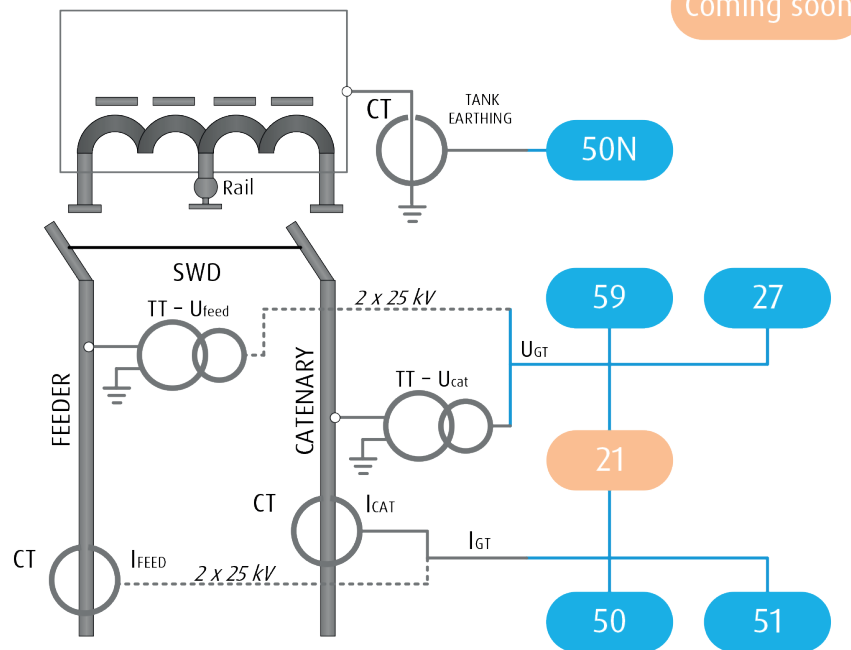 Coming soon
CT
TANK
EARTHING
50N
Rail
SWD
2 x 25 kV
59
27
TT - Ufeed
UGT
TT - Ucat
FEEDER
CATENARY
21
CT
ICAT
IGT
CT
IFEED
2 x 25 kV
50
51